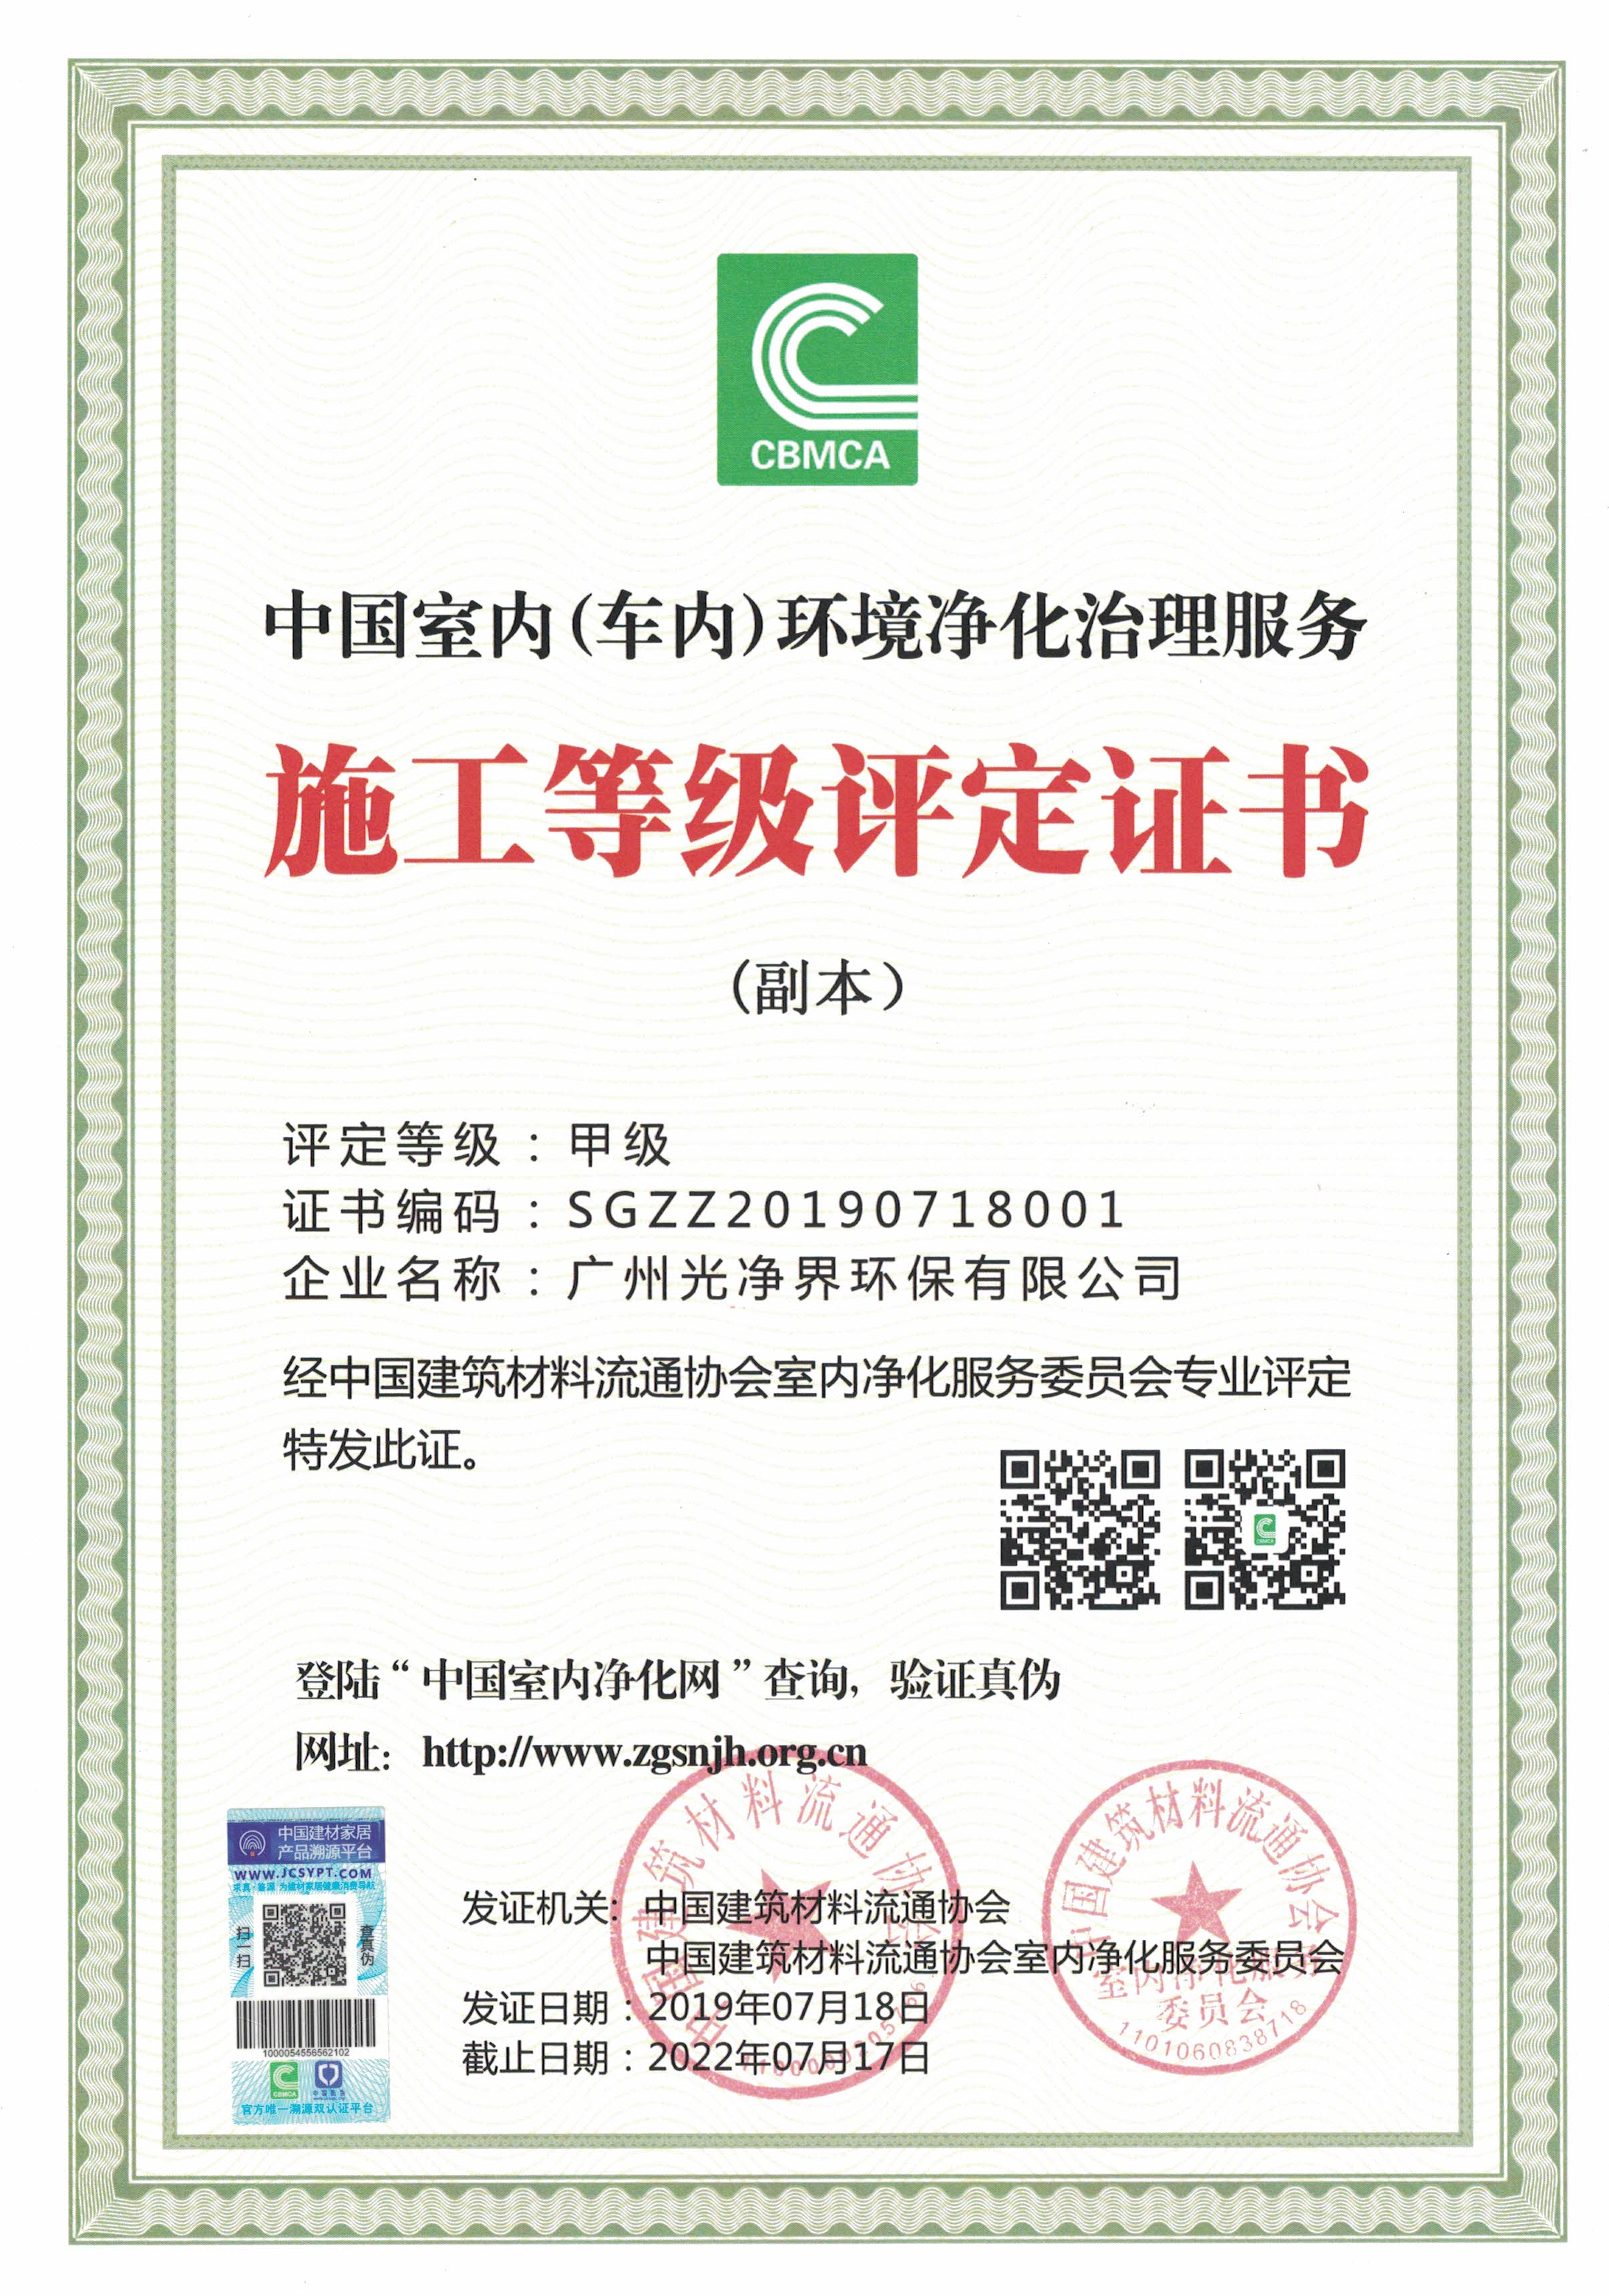 CBMCA
中国室内(车内)环境净化治理服务
施工等级评定证书
(副本)
评定等级：甲级
证书编码：SGZZ20190718001
企业名称：广州光净界环保有限公司
经中国建筑材料流通协会室内净化服务委员会专业评定
特发此证。
登陆“中国室内净化网”查询，验证真伪
网址： http://www.zgsnjh.org.cn
中国建材家居
产品溯源平台
WWW.JCSYPT.COM
扫一扫
查真伪
1000054556562102
CBMCA
官方唯一溯源双认证平台
发证机关：中国建筑材料流通协会
中国建筑材料流通协会室内净化服务委员会
发证日期：2019年07月18日
截止日期：2022年07月17日
中国建筑材料流通协会
中国建筑材料流通协会
室内净化服务
委员会
1101060838718